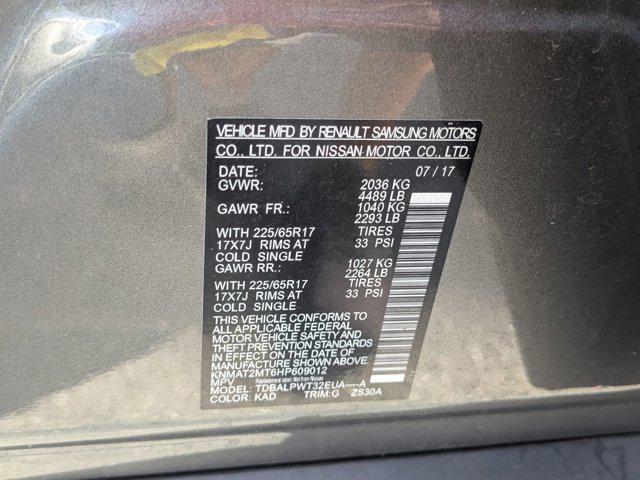 VEHICLE MFD BY RENAULT SAMSUNG MOTORS
CO., LTD. FOR NISSAN MOTOR CO., LTD.
DATE: 07 / 17
GVWR: 2036 KG
4489 LB
GAWR FR.: 1040 KG
2293 LB
WITH 225/65R17 TIRES
17X7J RIMS AT 33 PSI
COLD SINGLE
GAWR RR.: 1027 KG
2264 LB
WITH 225/65R17 TIRES
17X7J RIMS AT 33 PSI
COLD SINGLE
THIS VEHICLE CONFORMS TO
ALL APPLICABLE FEDERAL
MOTOR VEHICLE SAFETY AND
THEFT PREVENTION STANDARDS
IN EFFECT ON THE DATE OF
MANUFACTURE SHOWN ABOVE.
KNMAT2MT6HP609012
MPV Replacement label from Nissan
MODEL: TDBALPWT32EUA----A
COLOR: KAD TRIM:G ZS30A